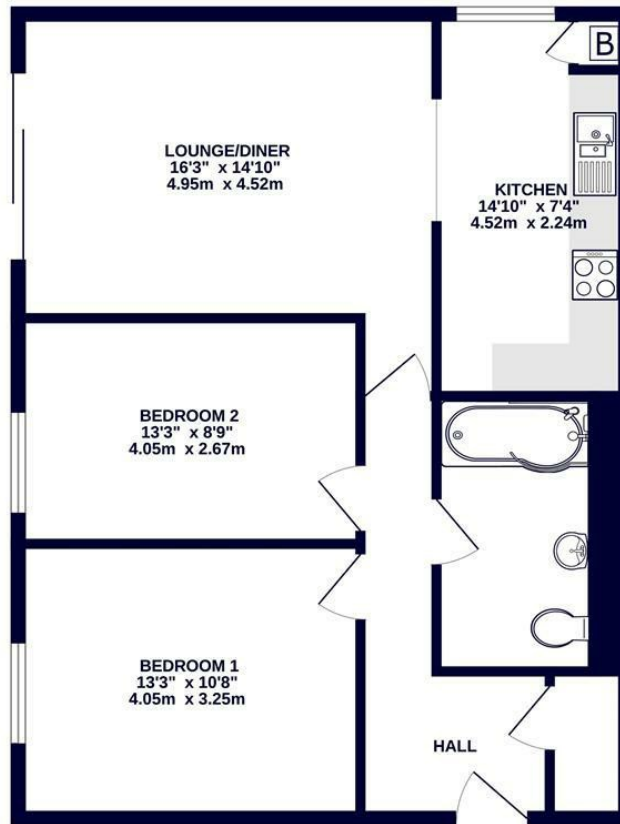 B
LOUNGE/DINER
16'3" x 14'10"
4.95m x 4.52m
KITCHEN
14'10" x 7'4"
4.52m x 2.24m
BEDROOM 2
13'3" x 8'9"
4.05m x 2.67m
BEDROOM 1
13'3" x 10'8"
4.05m x 3.25m
HALL